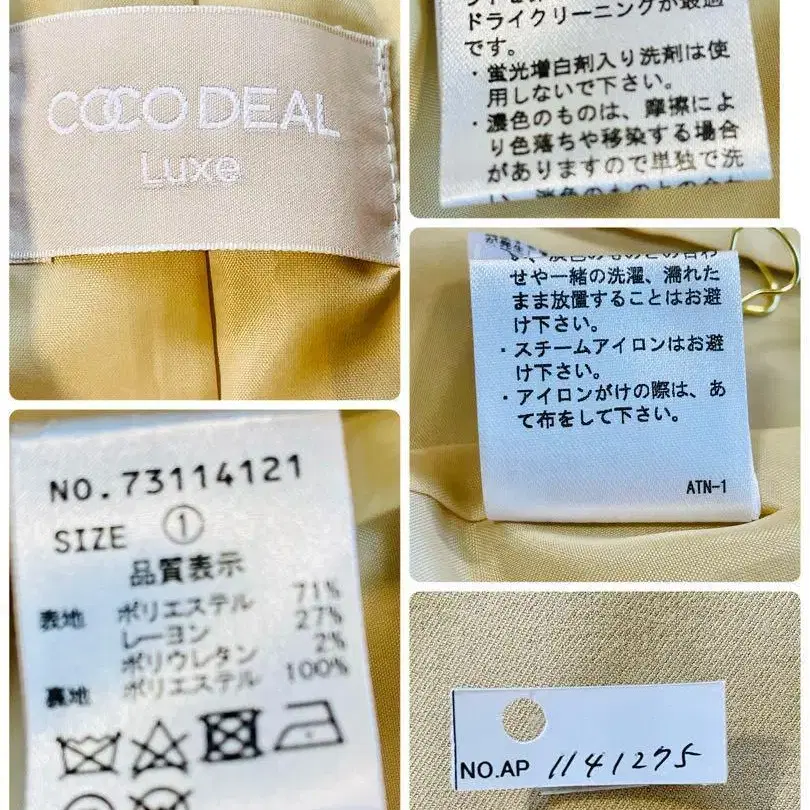 COCO DEAL
Luxe
ドライクリーニングが最適
です。
・蛍光増白剤入り洗剤は使
用しないで下さい。
・濃色のものは、摩擦によ
り色落ちや移染する場合
がありますので単独で洗
せや一緒の洗濯、濡れた
まま放置することはお避
け下さい。
・スチームアイロンはお避
け下さい。
・アイロンがけの際は、あ
て布をして下さい。
ATN-1
NO.73114121
SIZE ①
品質表示
表地 ポリエステル 71%
レーヨン 27%
ポリウレタン 2%
裏地 ポリエステル 100%
NO.AP 1141275